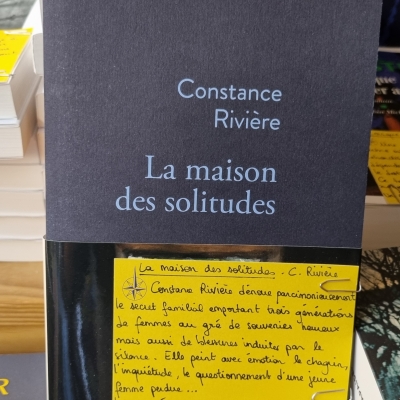 Constance
Rivière
La maison
des solitudes
La maison des solitudes. C. Rivière
Constance Rivière dénoue parcimonieusement
le secret familial emportant trois générations
de femmes au gré de souvenirs heureux
mais aussi de blessures induites par le
silence. Elle peint avec émotion le chagrin,
l'inquiétude, le questionnement d'une jeune
femme perdue...